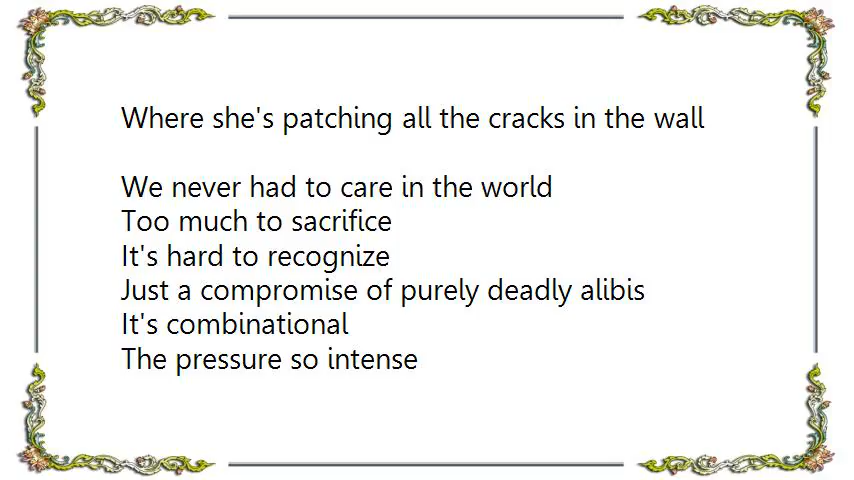 Where she's patching all the cracks in the wall
We never had to care in the world
Too much to sacrifice
It's hard to recognize
Just a compromise of purely deadly alibis
It's combinational
The pressure so intense